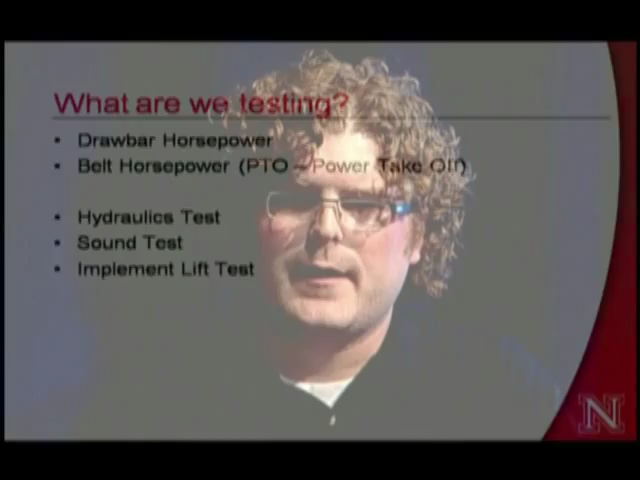 What are we testing?
• Drawbar Horsepower
• Belt Horsepower (PTO – Power Take Off)
• Hydraulics Test
• Sound Test
• Implement Lift Test
N